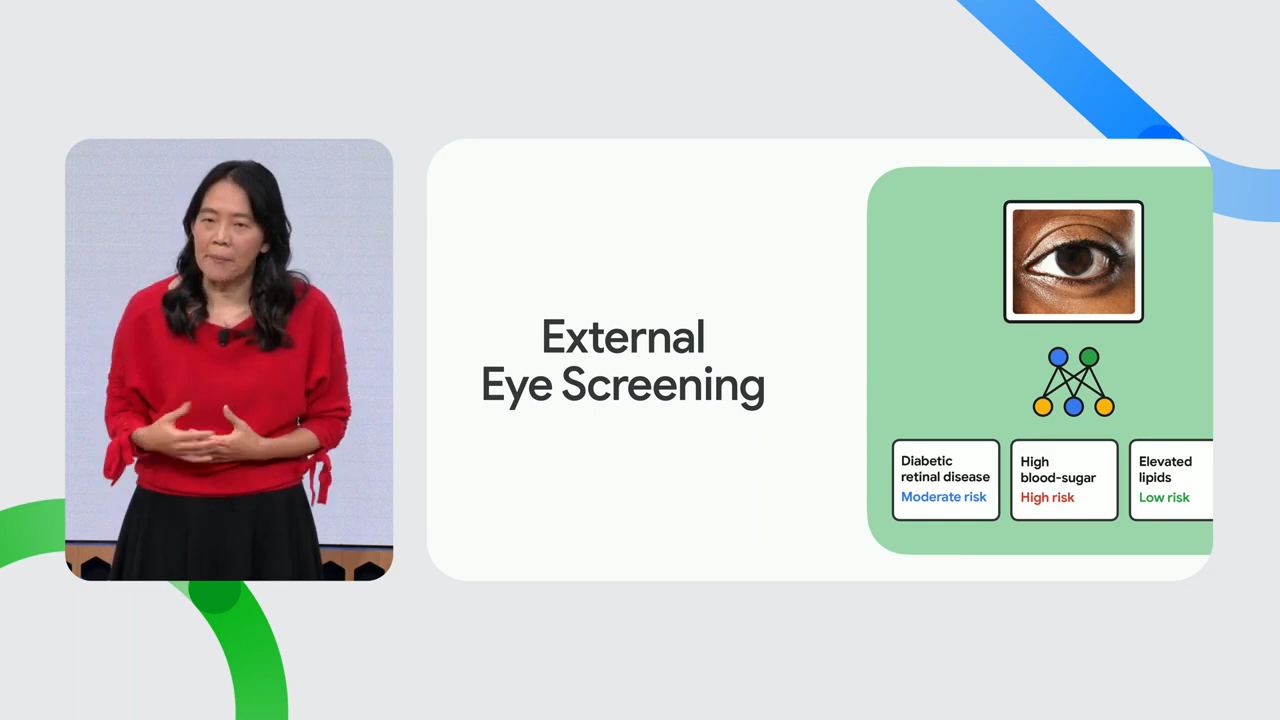 External
Eye Screening
Diabetic
retinal disease
Moderate risk
High
blood-sugar
High risk
Elevated
lipids
Low risk